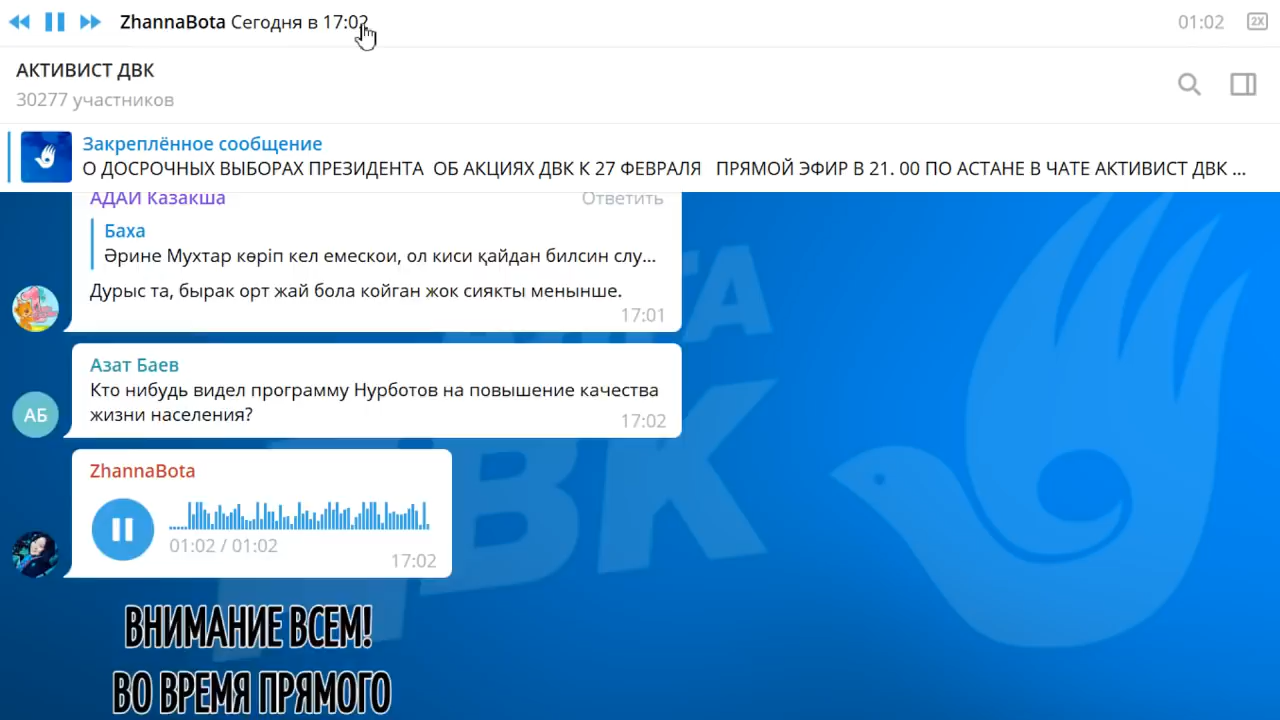 ZhannaBota Сегодня в 17:02
01:02
2X
АКТИВИСТ ДВК
30277 участников
Закреплённое сообщение
О ДОСРОЧНЫХ ВЫБОРАХ ПРЕЗИДЕНТА ОБ АКЦИЯХ ДВК К 27 ФЕВРАЛЯ ПРЯМОЙ ЭФИР В 21. 00 ПО АСТАНЕ В ЧАТЕ АКТИВИСТ ДВК ...
АДАЙ Казакша
Ответить
Баха
Әрине Мухтар көріп кел емескои, ол киси қайдан билсин слу...
Дурыс та, бырак орт жай бола койган жок сиякты менынше.
17:01
Азат Баев
Кто нибудь видел программу Нурботов на повышение качества
жизни населения?
АБ
17:02
ZhannaBota
01:02 / 01:02
17:02
ВНИМАНИЕ ВСЕМ!
ВО ВРЕМЯ ПРЯМОГО
ДВК